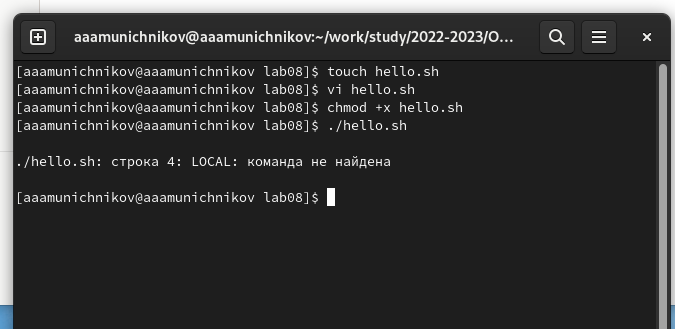 aaamunichnikov@aaamunichnikov:~/work/study/2022-2023/О...
[aaamunichnikov@aaamunichnikov lab08]$ touch hello.sh
[aaamunichnikov@aaamunichnikov lab08]$ vi hello.sh
[aaamunichnikov@aaamunichnikov lab08]$ chmod +x hello.sh
[aaamunichnikov@aaamunichnikov lab08]$ ./hello.sh
./hello.sh: строка 4: LOCAL: команда не найдена
[aaamunichnikov@aaamunichnikov lab08]$